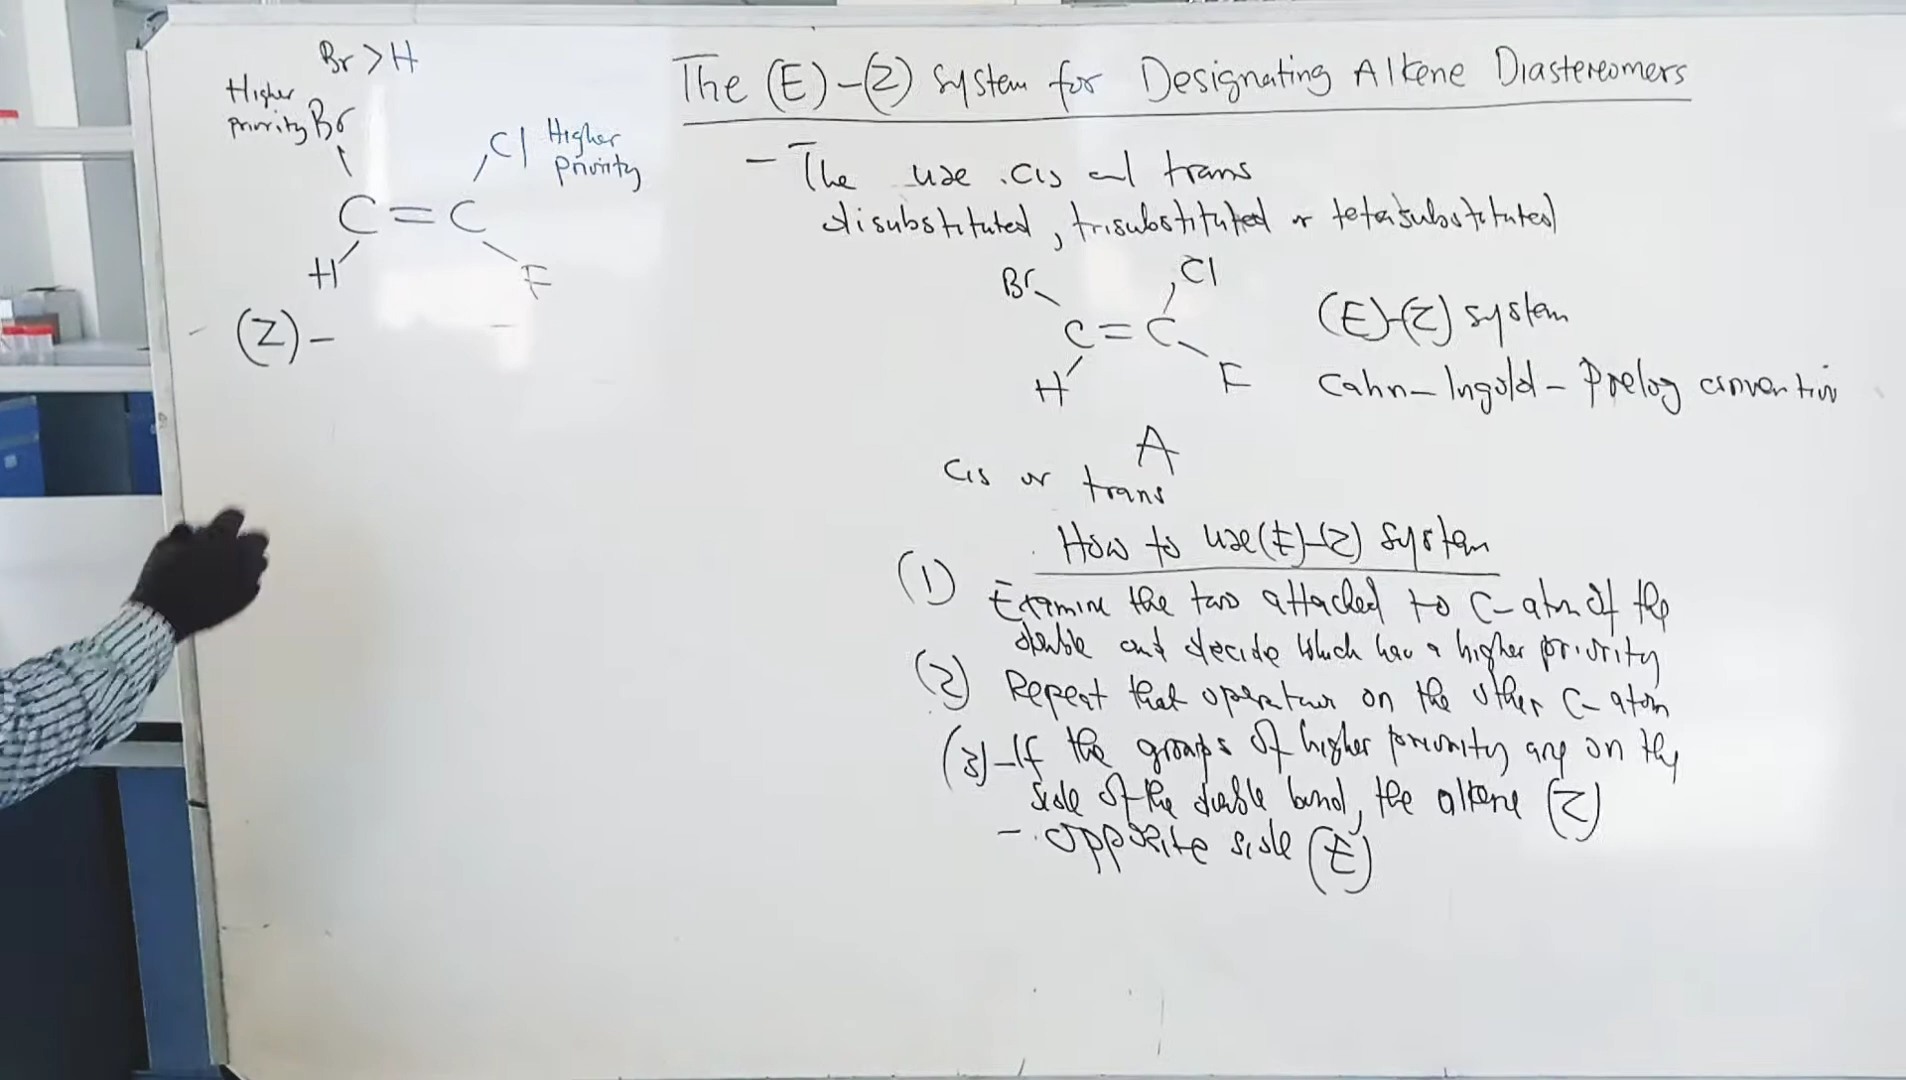 Br > H
Higher
priority Br
Cl Higher
priority
C = C
H F
(Z) -
The (E)-(Z) system for Designating Alkene Diastereomers
- The use cis and trans
disubstituted, trisubstituted or tetrasubstituted
Br Cl
C = C
H F
(E)-(Z) system
Cahn-Ingold-Prelog convention
A
cis or trans
How to use (E)-(Z) system
(1) Examine the two attached to C-atom of the
double and decide which has a higher priority
(2) Repeat that operation on the other C-atom
(3) - If the groups of higher priority are on the
side of the double bond, the alkene (Z)
- opposite side (E)